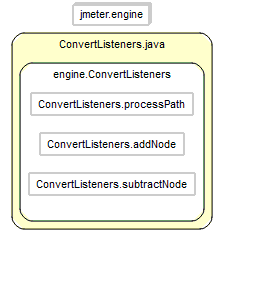 jmeter.engine
ConvertListeners.java
engine.ConvertListeners
ConvertListeners.processPath
ConvertListeners.addNode
ConvertListeners.subtractNode